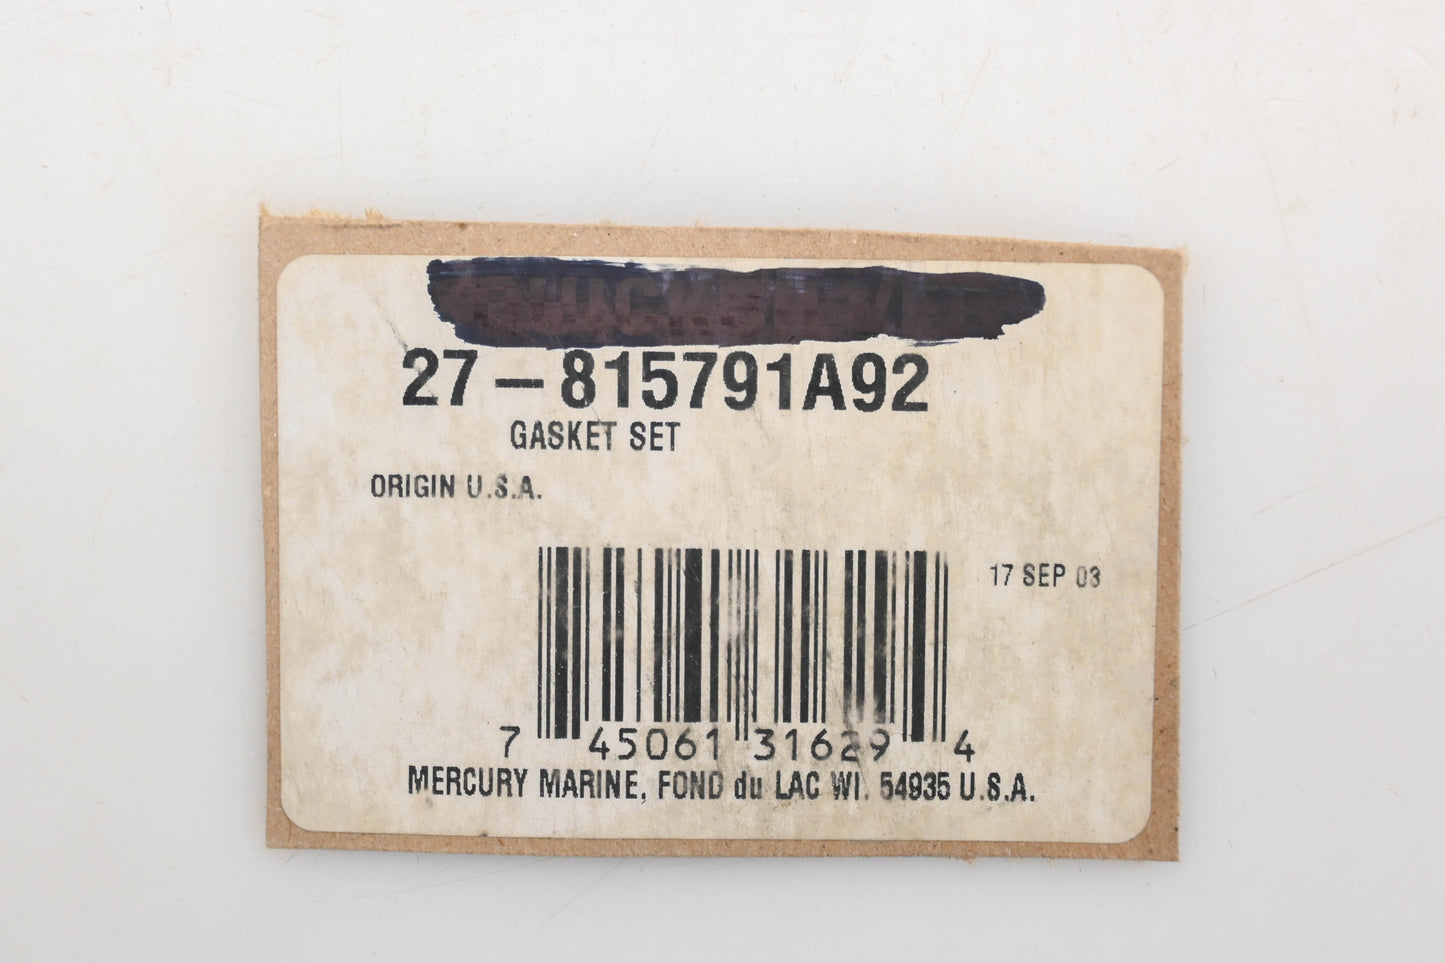 QUICKSILVER
27-815791A92
GASKET SET
ORIGIN U.S.A.
17 SEP 03
7 45061 31629 4
MERCURY MARINE, FOND du LAC WI. 54935 U.S.A.